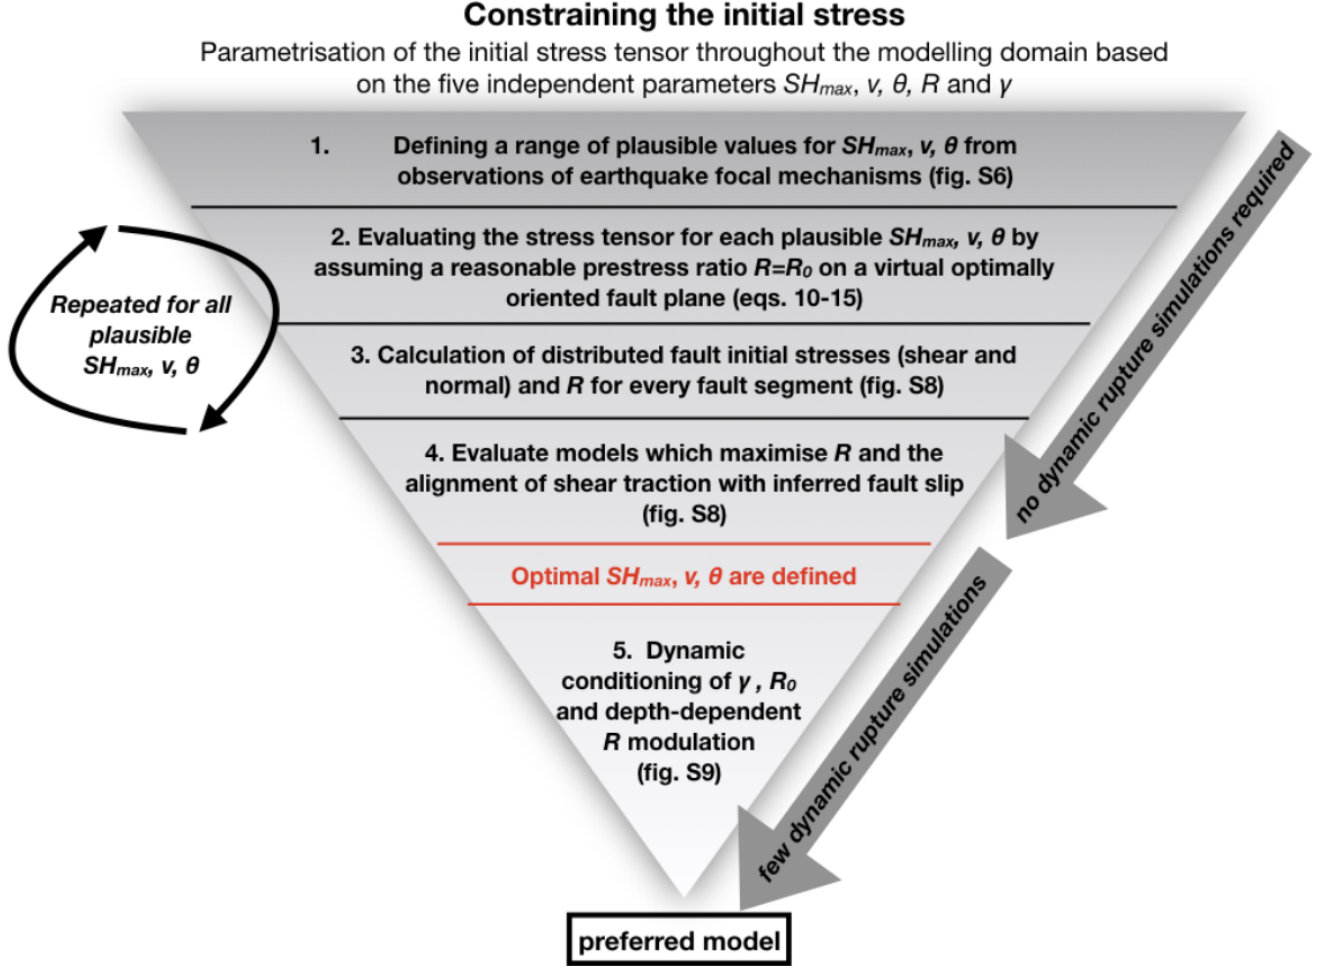 Constraining the initial stress
Parametrisation of the initial stress tensor throughout the modelling domain based
on the five independent parameters SHmax, ν, θ, R and γ
1. Defining a range of plausible values for SHmax, ν, θ from
observations of earthquake focal mechanisms (fig. S6)
2. Evaluating the stress tensor for each plausible SHmax, ν, θ by
assuming a reasonable prestress ratio R=R0 on a virtual optimally
oriented fault plane (eqs. 10-15)
Repeated for all
plausible
SHmax, ν, θ
3. Calculation of distributed fault initial stresses (shear and
normal) and R for every fault segment (fig. S8)
4. Evaluate models which maximise R and the
alignment of shear traction with inferred fault slip
(fig. S8)
no dynamic rupture simulations required
Optimal SHmax, ν, θ are defined
5. Dynamic
conditioning of γ , R0
and depth-dependent
R modulation
(fig. S9)
few dynamic rupture simulations
preferred model